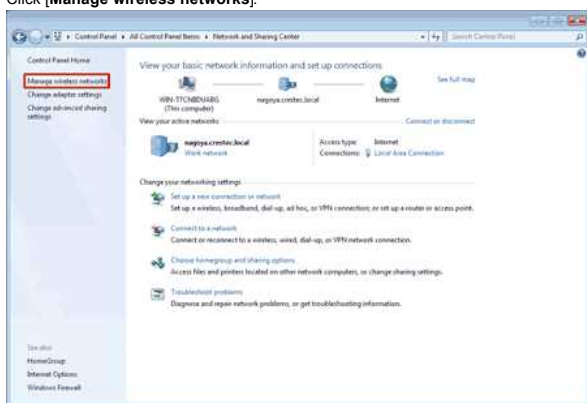 Click [Manage wireless networks].
Control Panel ▸ All Control Panel Items ▸ Network and Sharing Center
Search Control Panel
Control Panel Home
Manage wireless networks
Change adapter settings
Change advanced sharing
settings
View your basic network information and set up connections
See full map
nagoya.crestec.local
Internet
(This computer)
View your active networks
Connect or disconnect
nagoya.crestec.local
Work network
Access type: Internet
Connections: Local Area Connection
Change your networking settings
Set up a new connection or network
Set up a wireless, broadband, dial-up, ad hoc, or VPN connection; or set up a router or access point.
Connect to a network
Connect or reconnect to a wireless, wired, dial-up, or VPN network connection.
Choose homegroup and sharing options
Access files and printers located on other network computers, or change sharing settings.
Troubleshoot problems
Diagnose and repair network problems, or get troubleshooting information.
See also
HomeGroup
Internet Options
Windows Firewall